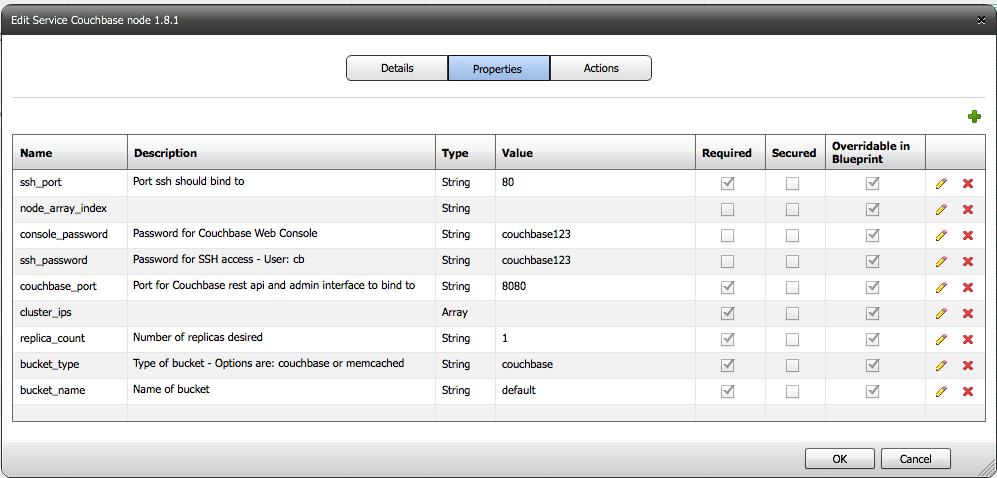 Edit Service Couchbase node 1.8.1
Details Properties Actions
Name Description Type Value Required Secured Overridable in
Blueprint
ssh_port Port ssh should bind to String 80
node_array_index String
console_password Password for Couchbase Web Console String couchbase123
ssh_password Password for SSH access - User: cb String couchbase123
couchbase_port Port for Couchbase rest api and admin interface to bind to String 8080
cluster_ips Array
replica_count Number of replicas desired String 1
bucket_type Type of bucket - Options are: couchbase or memcached String couchbase
bucket_name Name of bucket String default
OK Cancel